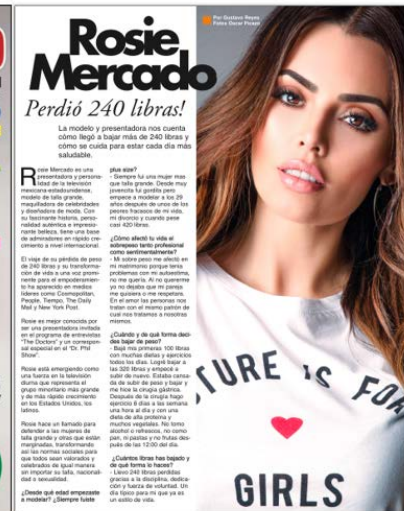 Por Gustavo Reyes
Rosie
Mercado
Perdió 240 libras!
La modelo y presentadora nos cuenta
cómo llegó a bajar más de 240 libras y
cómo se cuida para estar cada día más
saludable.
Rosie Mercado es una
presentadora y persona-
lidad de la televisión
mexicana-estadounidense,
modelo de talla grande,
maquilladora de celebridades
y diseñadora de moda. Con
su fascinante historia, perso-
nalidad auténtica e impresio-
nante belleza, tiene una base
de admiradores en rápido cre-
cimiento a nivel internacional.
El viaje de su pérdida de peso
de 240 libras y su transforma-
ción de vida a una voz promi-
nente para el empoderamien-
to ha aparecido en medios
líderes como Cosmopolitan,
People, Tiempo, The Daily
Mail y New York Post.
Rosie es mejor conocida por
ser una presentadora invitada
en el programa de entrevistas
"The Doctors" y un correspon-
sal especial en el "Dr. Phil
Show".
Rosie está emergiendo como
una fuerza en la televisión
diurna que representa el
grupo minoritario más grande
y de más rápido crecimiento
en los Estados Unidos, los
latinos.
Rosie hace un llamado para
defender a las mujeres de
talla grande y otras que están
marginadas, transformando
así las normas sociales para
que todos sean valorados y
celebrados de igual manera
sin importar su talla, nacionali-
dad o sexualidad.
¿Desde qué edad empezaste
a modelar? ¿Siempre fuiste
plus size?
- Siempre fui una mujer mas
que talla grande. Desde muy
jovencita fui gordita pero
empece a modelar a los 29
años después de unos de los
peores fracasos de mi vida,
mi divorcio y cuando pese
casi 420 libras.
¿Cómo afectó tu vida el
sobrepeso tanto profesional
como sentimentalmente?
- Mi sobre peso me afectó en
mi matrimonio porque tenía
problemas con mi autoestima,
no me quería. Al no quererme
yo no dejaba que mi pareja
me quisiera o me respetara.
En el amor las personas nos
tratan con el mismo patrón de
cual nos tratamos a nosotras
mismos.
¿Cuándo y de qué forma deci-
des bajar de peso?
- Bajé mis primeras 100 libras
con muchas dietas y ejercicios
todos los días. Logré bajar a
las 320 libras y empecé a
subir de nuevo. Estaba cansa-
da de subir de peso y bajar y
me hice la cirugía gástrica.
Después de la cirugía hago
ejercicio 6 días a las semana
una hora al día y con una
dieta de alta proteína y
muchos vegetales. No tomo
alcohol ó refrescos, no como
pan, ni pastas y no frutas des-
pués de las 12:00 del día.
¿Cuántas libras has bajado y
de qué forma lo haces?
- Llevo 240 libras perdidas
gracias a la disciplina, dedica-
ción y fuerza de voluntad. Un
día típico para mí que ya es
un estilo de vida.
TURE IS FOR
GIRLS